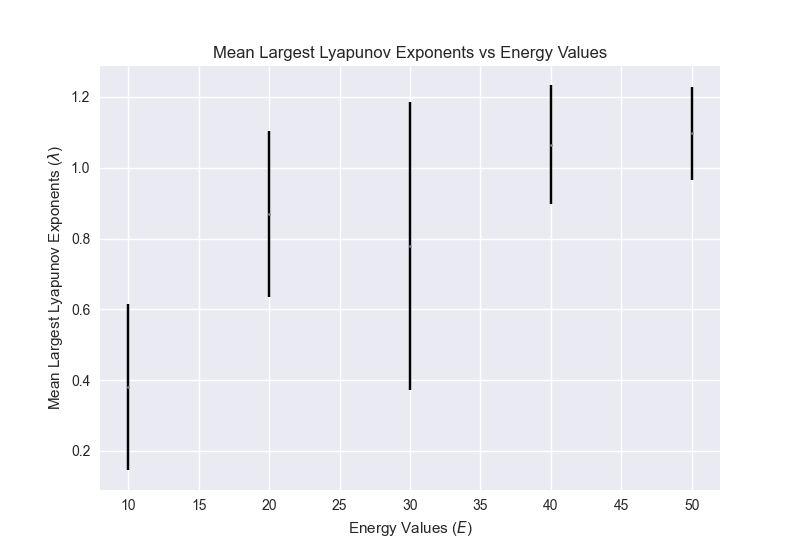 Mean Largest Lyapunov Exponents vs Energy Values
Mean Largest Lyapunov Exponents (λ)
1.2
1.0
0.8
0.6
0.4
0.2
10 15 20 25 30 35 40 45 50
Energy Values (E)